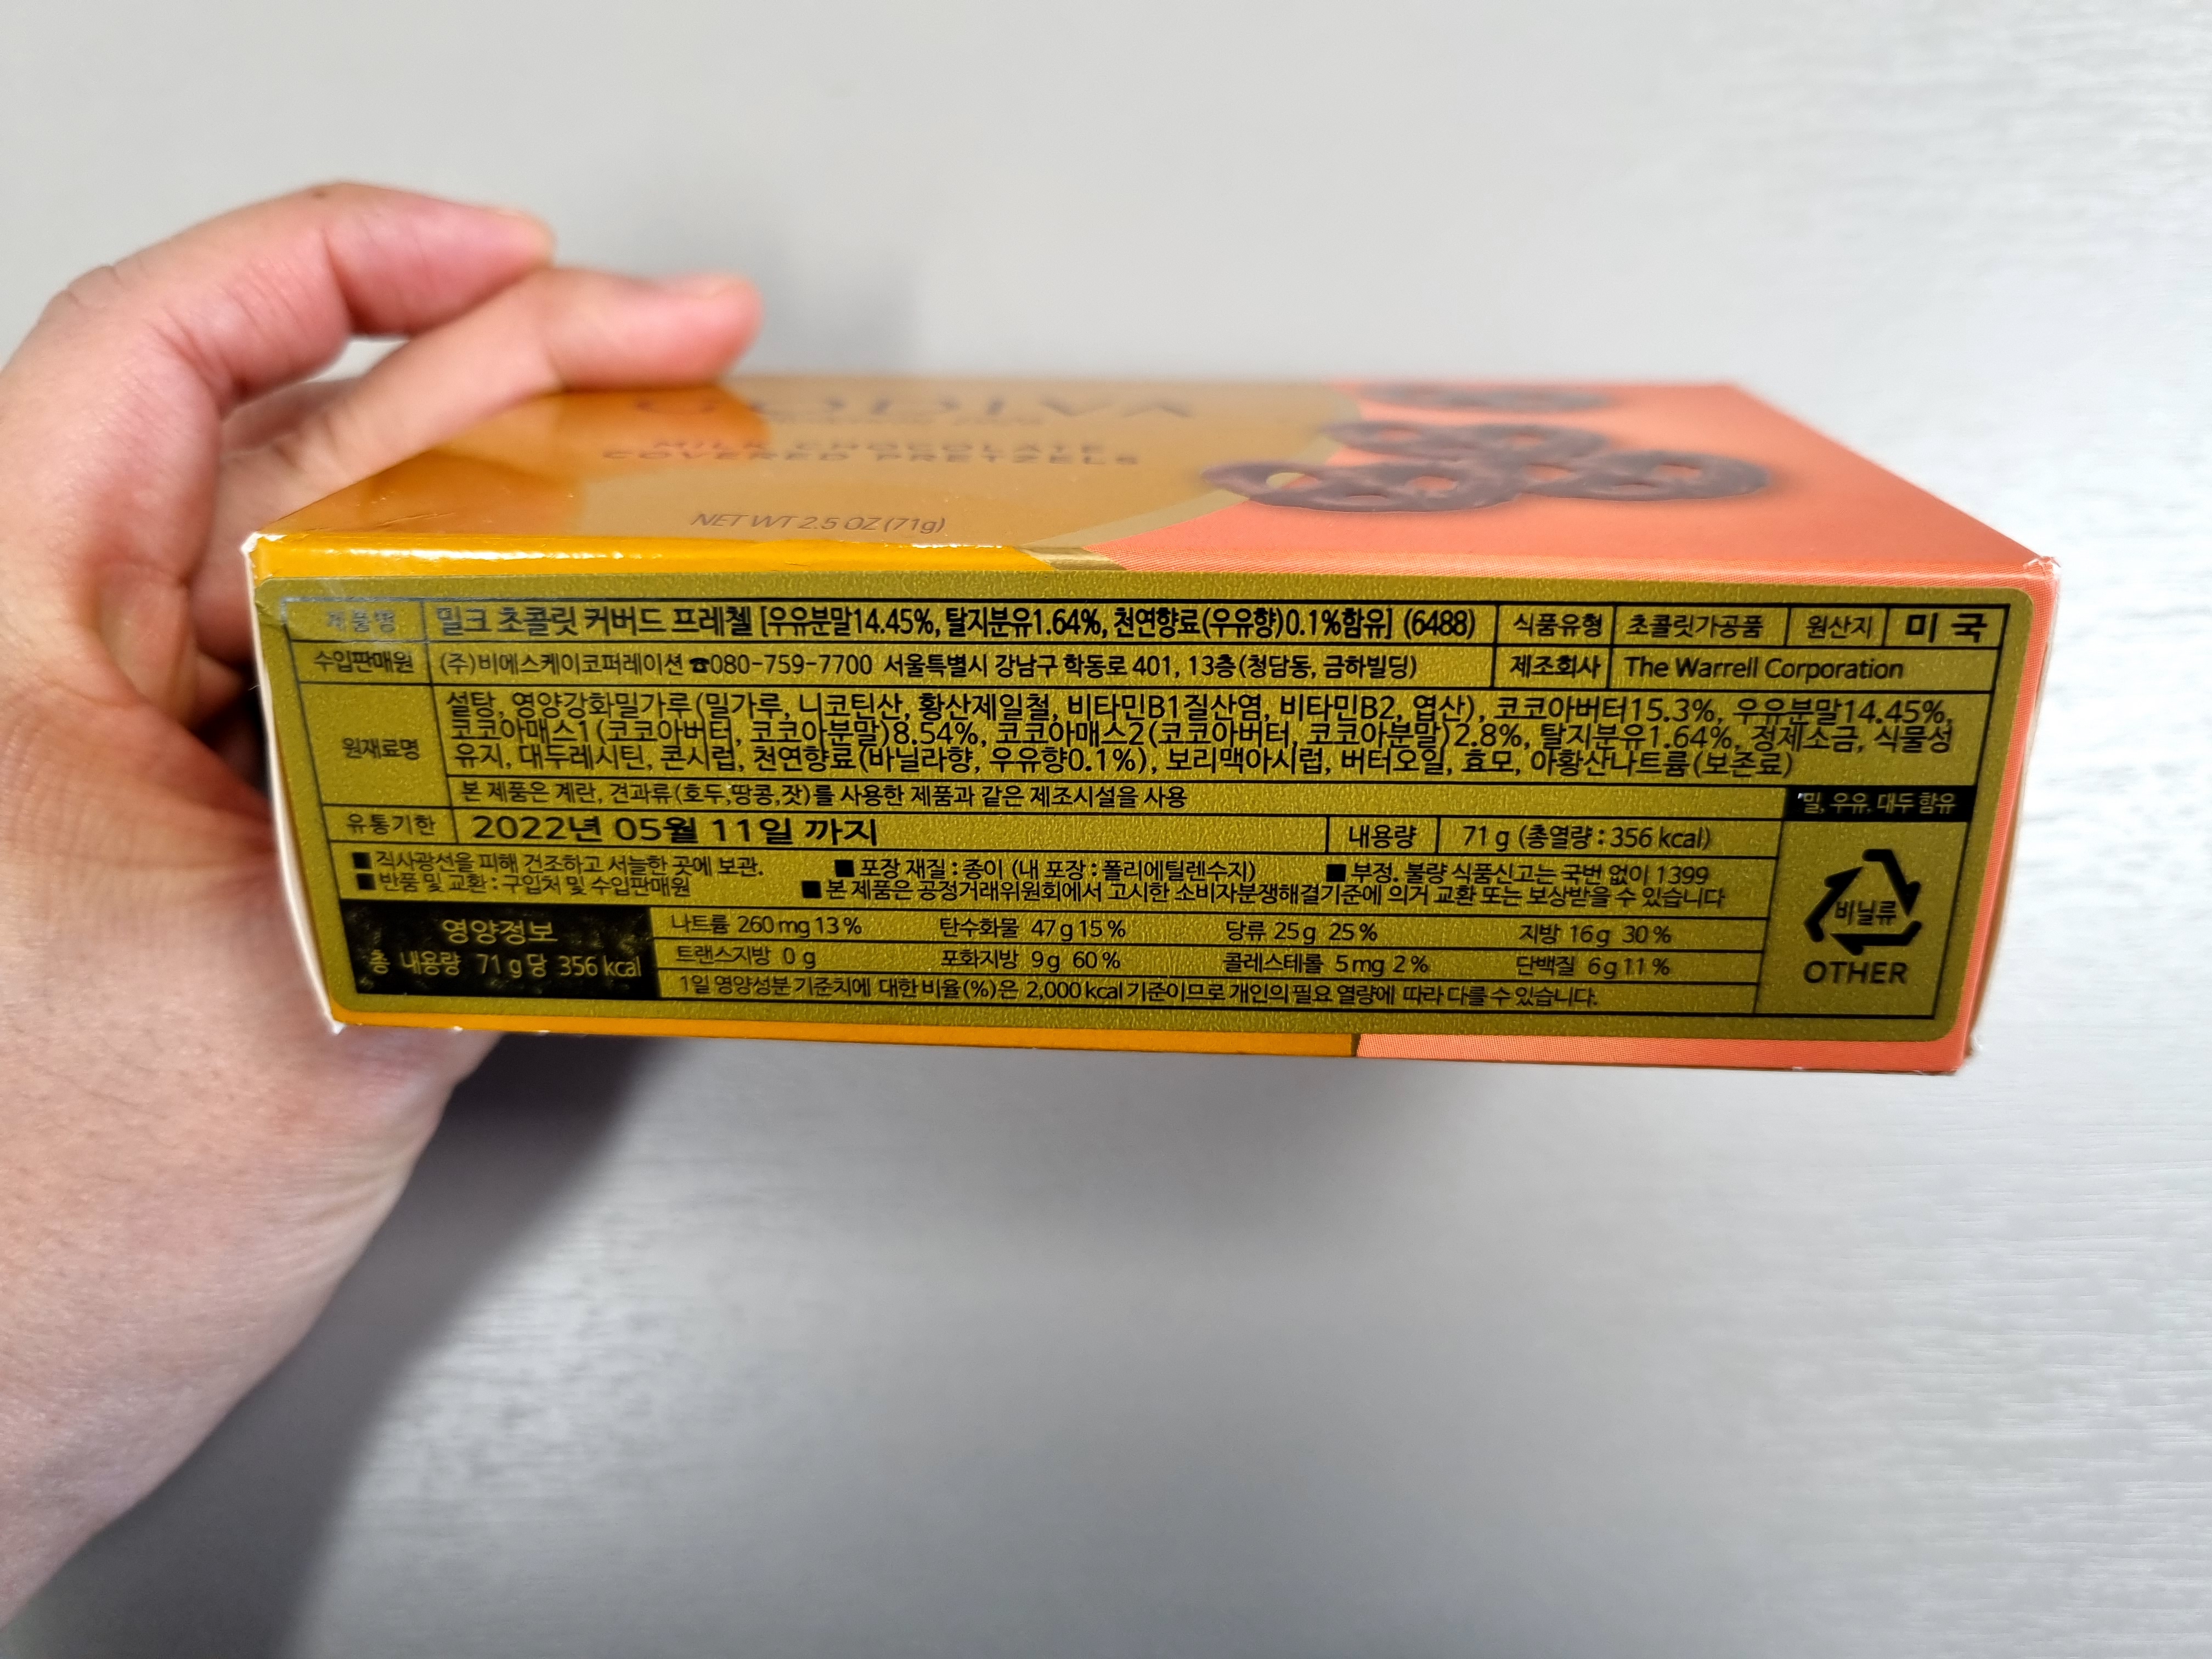 GODIVA
MILK CHOCOLATE
COVERED PRETZELS
NET WT 2.5 OZ (71g)
제품명 밀크 초콜릿 커버드 프레첼 [우유분말14.45%, 탈지분유1.64%, 천연향료(우유향)0.1%함유] (6488) 식품유형 초콜릿가공품 원산지 미 국
수입판매원 (주)비에스케이코퍼레이션 ☎080-759-7700 서울특별시 강남구 학동로 401, 13층(청담동, 금하빌딩) 제조회사 The Warrell Corporation
원재료명 설탕, 영양강화밀가루(밀가루, 니코틴산, 황산제일철, 비타민B1질산염, 비타민B2, 엽산), 코코아버터15.3%, 우유분말14.45%,
코코아매스1(코코아버터, 코코아분말)8.54%, 코코아매스2(코코아버터, 코코아분말)2.8%, 탈지분유1.64%, 정제소금, 식물성
유지, 대두레시틴, 콘시럽, 천연향료(바닐라향, 우유향0.1%), 보리맥아시럽, 버터오일, 효모, 아황산나트륨(보존료)
본 제품은 계란, 견과류(호두,땅콩,잣)를 사용한 제품과 같은 제조시설을 사용 밀, 우유, 대두 함유
유통기한 2022년 05월 11일 까지 내용량 71 g (총열량 : 356 kcal)
■ 직사광선을 피해 건조하고 서늘한 곳에 보관. ■ 포장 재질 : 종이 (내 포장 : 폴리에틸렌수지) ■ 부정. 불량 식품신고는 국번 없이 1399
■ 반품 및 교환 : 구입처 및 수입판매원 ■ 본 제품은 공정거래위원회에서 고시한 소비자분쟁해결기준에 의거 교환 또는 보상받을 수 있습니다
영양정보
총 내용량 71 g 당 356 kcal
나트륨 260 mg 13 % 탄수화물 47 g 15 % 당류 25 g 25 % 지방 16 g 30 %
트랜스지방 0 g 포화지방 9 g 60 % 콜레스테롤 5 mg 2 % 단백질 6 g 11 %
1일 영양성분 기준치에 대한 비율(%)은 2,000 kcal 기준이므로 개인의 필요 열량에 따라 다를 수 있습니다.
비닐류
OTHER